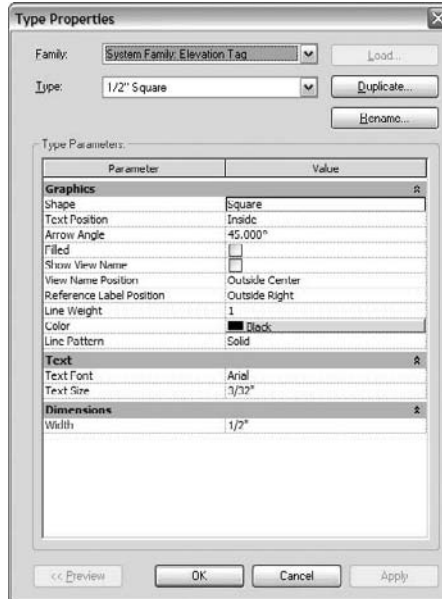 Type Properties
Family: System Family: Elevation Tag Load...
Type: 1/2" Square Duplicate...
Rename...
Type Parameters:
Parameter Value
Graphics
Shape Square
Text Position Inside
Arrow Angle 45.000°
Filled
Show View Name
View Name Position Outside Center
Reference Label Position Outside Right
Line Weight 1
Color Black
Line Pattern Solid
Text
Text Font Arial
Text Size 3/32"
Dimensions
Width 1/2"
<< Preview OK Cancel Apply